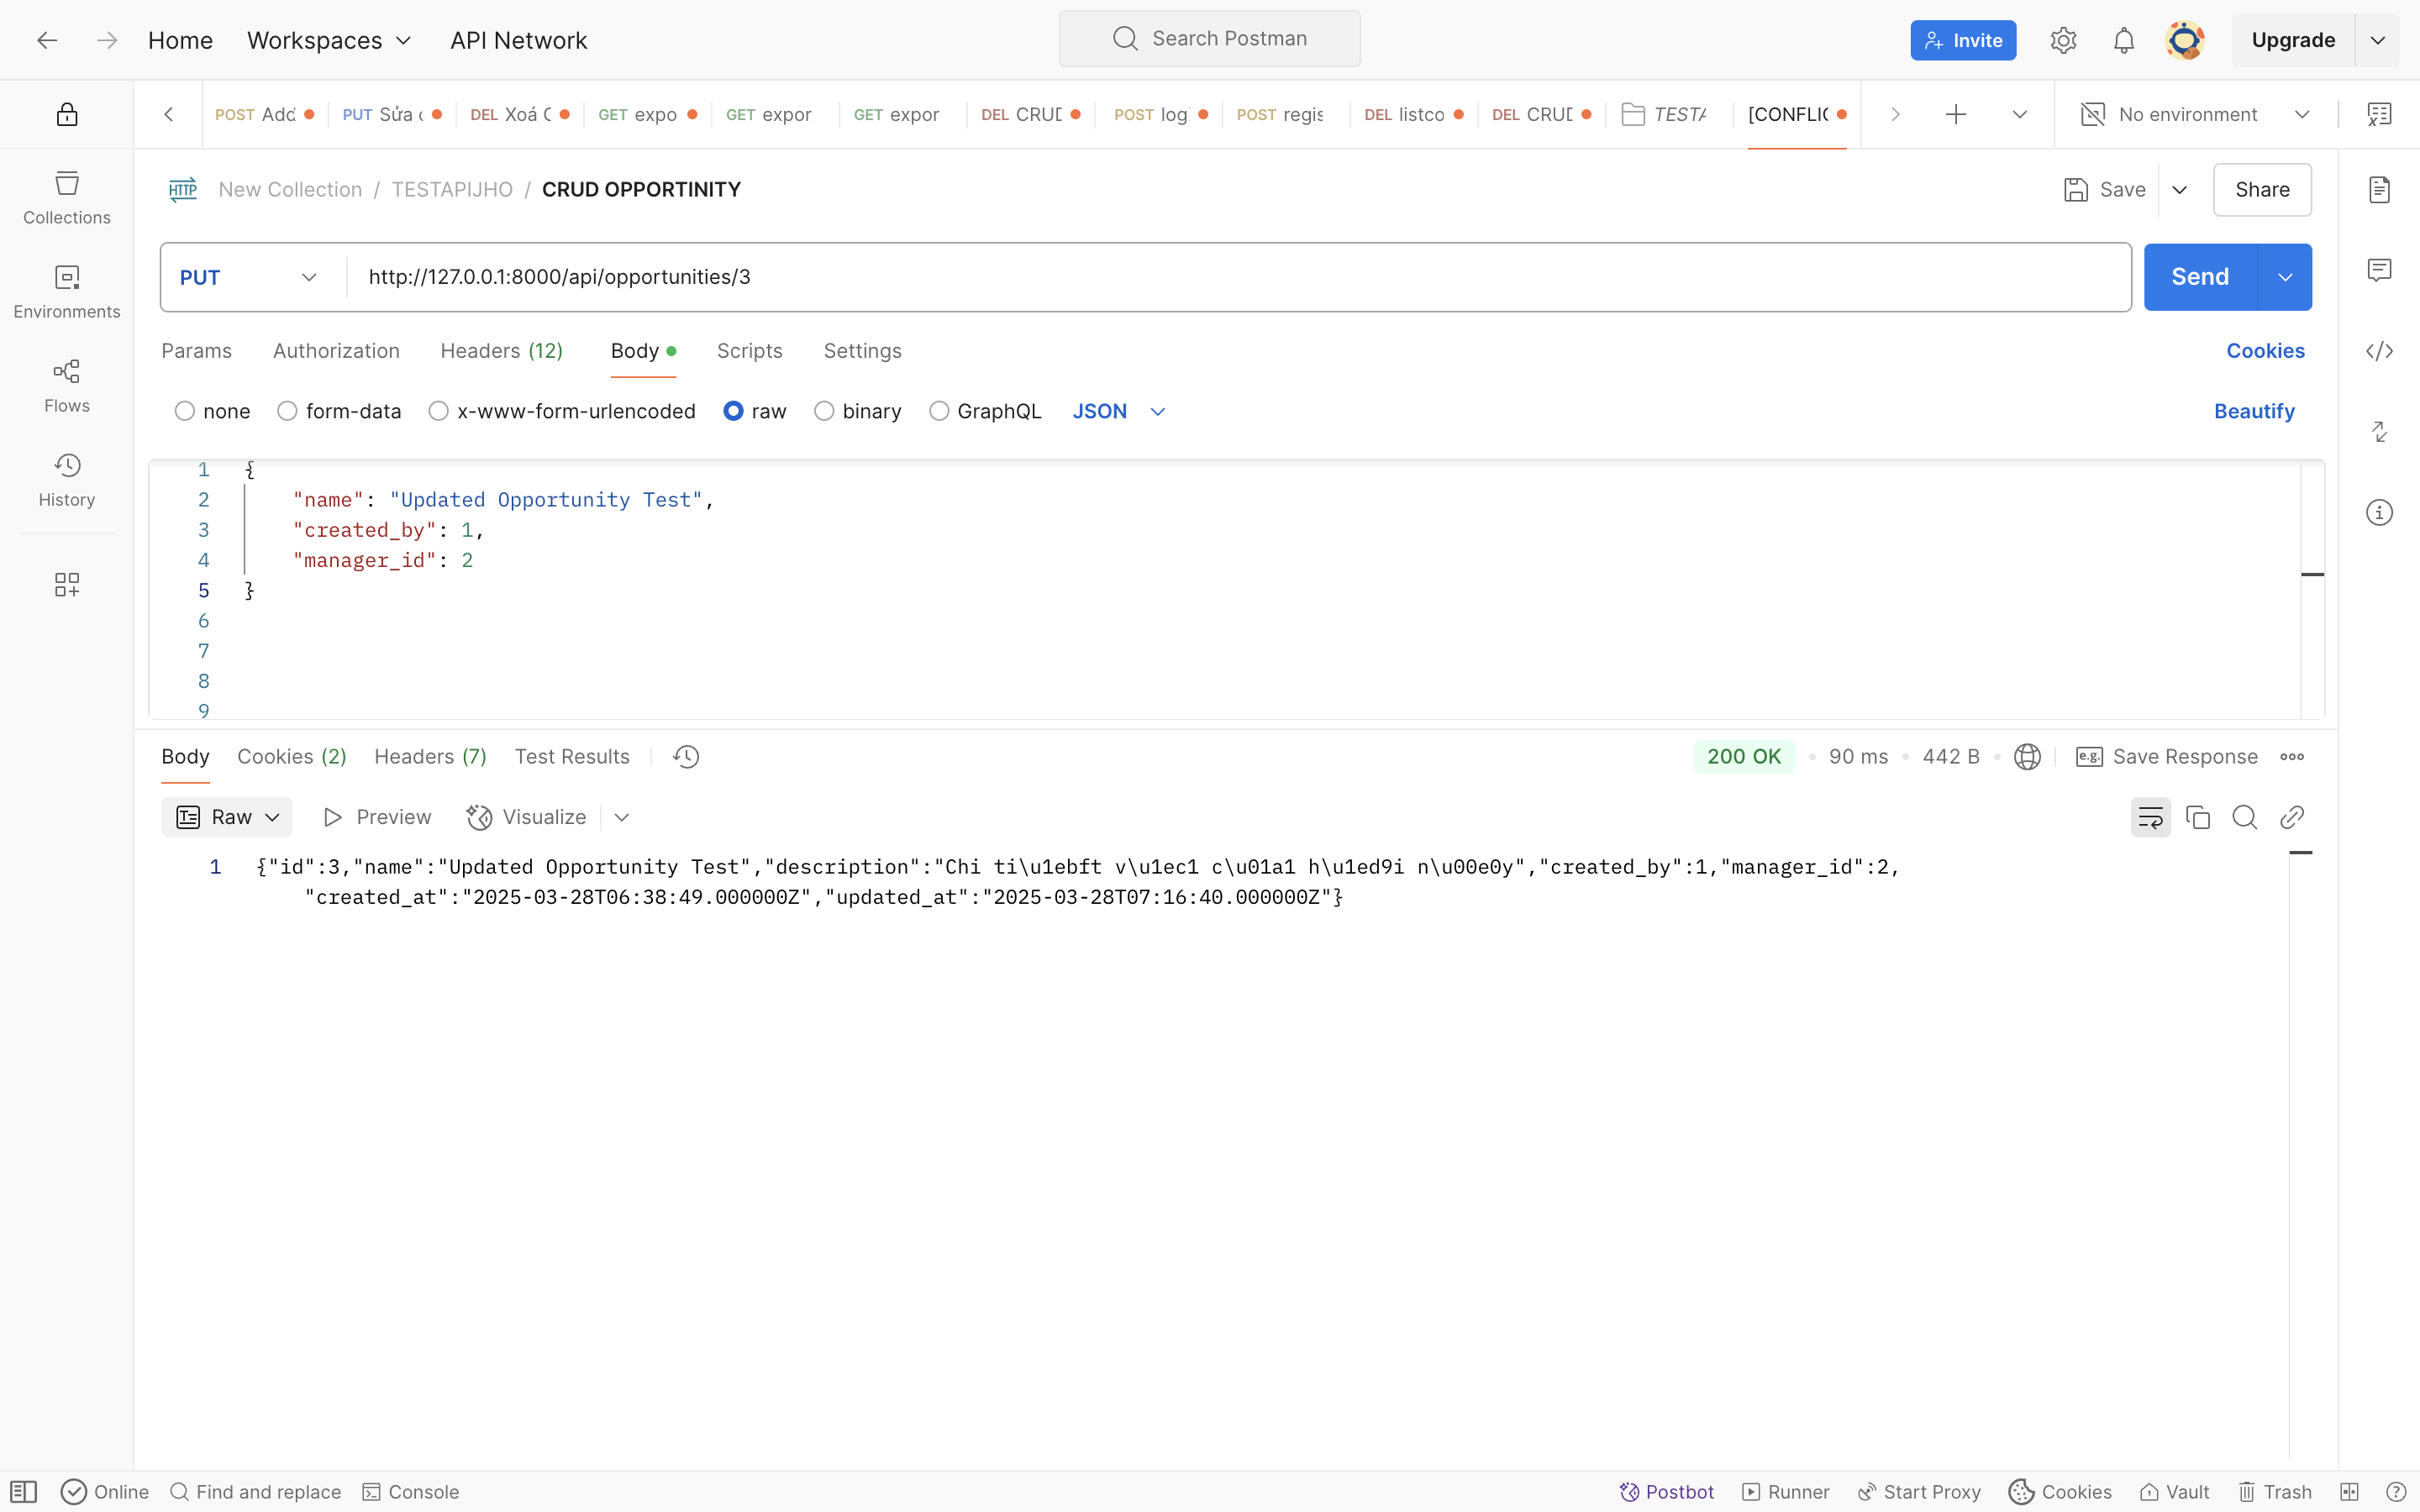 Home Workspaces API Network Search Postman Invite Upgrade
POST Add PUT Sửa DEL Xoá GET expo GET expor GET expor DEL CRUD POST log POST regis DEL listco DEL CRUD TESTA [CONFLIC No environment
HTTP New Collection / TESTAPIJHO / CRUD OPPORTINITY Save Share
Collections
PUT http://127.0.0.1:8000/api/opportunities/3 Send
Environments
Params Authorization Headers (12) Body Scripts Settings Cookies
Flows
none form-data x-www-form-urlencoded raw binary GraphQL JSON Beautify
History
1 {
2 "name": "Updated Opportunity Test",
3 "created_by": 1,
4 "manager_id": 2
5 }
6
7
8
9
Body Cookies (2) Headers (7) Test Results 200 OK • 90 ms • 442 B • e.g. Save Response
Raw Preview Visualize
1 {"id":3,"name":"Updated Opportunity Test","description":"Chi ti\u1ebft v\u1ec1 c\u01a1 h\u1ed9i n\u00e0y","created_by":1,"manager_id":2,
"created_at":"2025-03-28T06:38:49.000000Z","updated_at":"2025-03-28T07:16:40.000000Z"}
Online Find and replace Console Postbot Runner Start Proxy Cookies Vault Trash